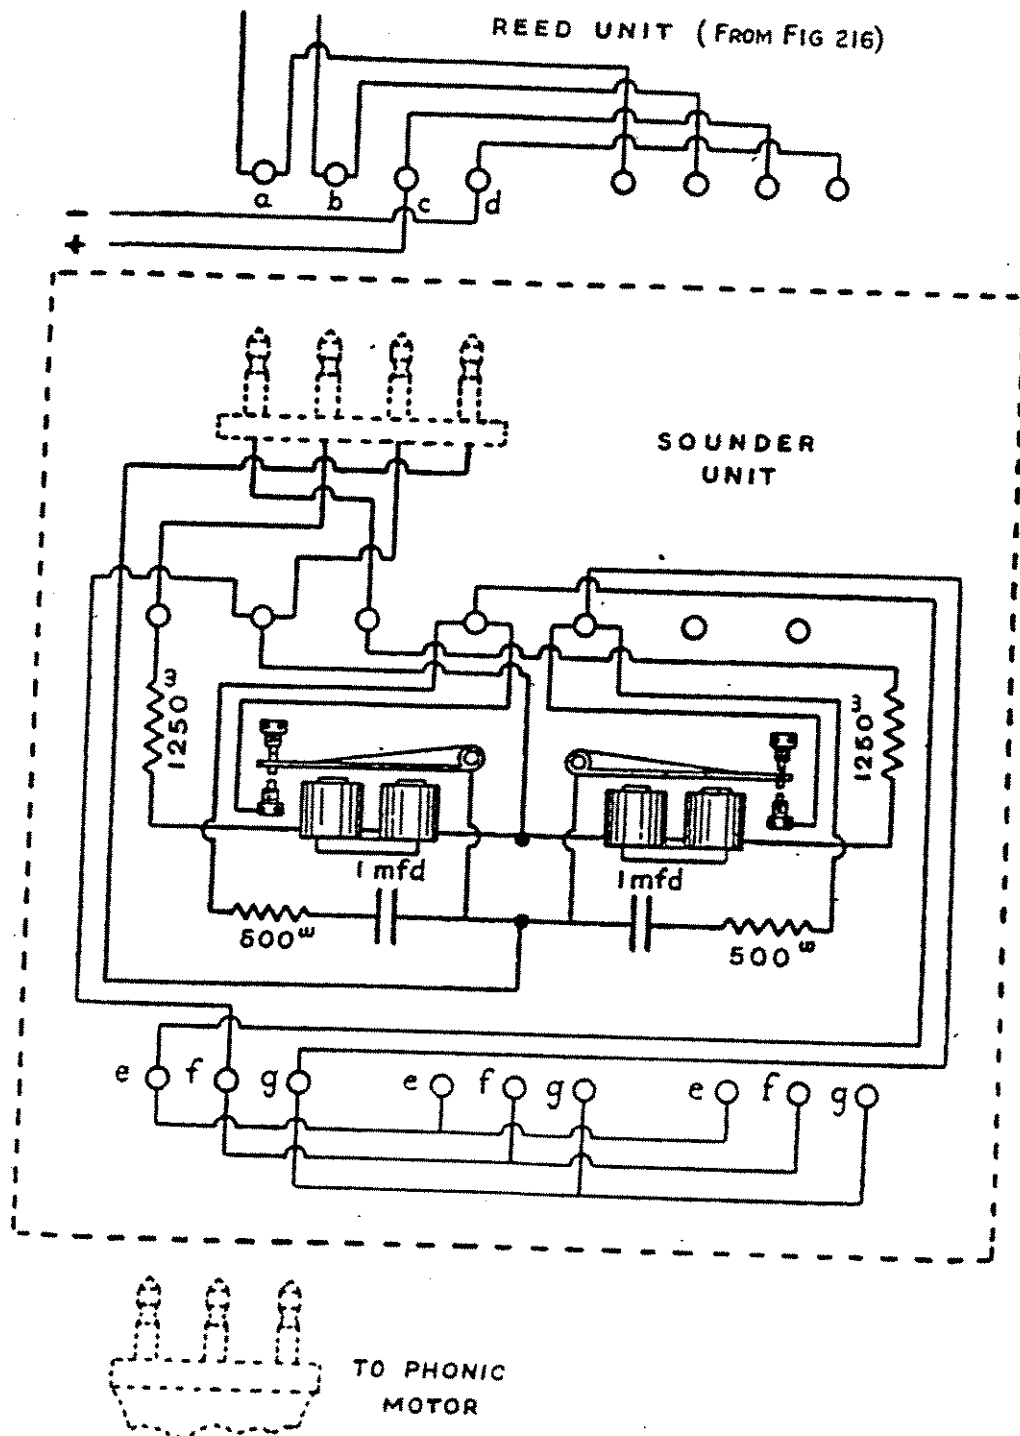 REED UNIT (FROM FIG 216)
a b c d
-
+
SOUNDER
UNIT
1250ω
1250ω
1 mfd
1 mfd
500ω
500ω
e f g e f g e f g
TO PHONIC
MOTOR